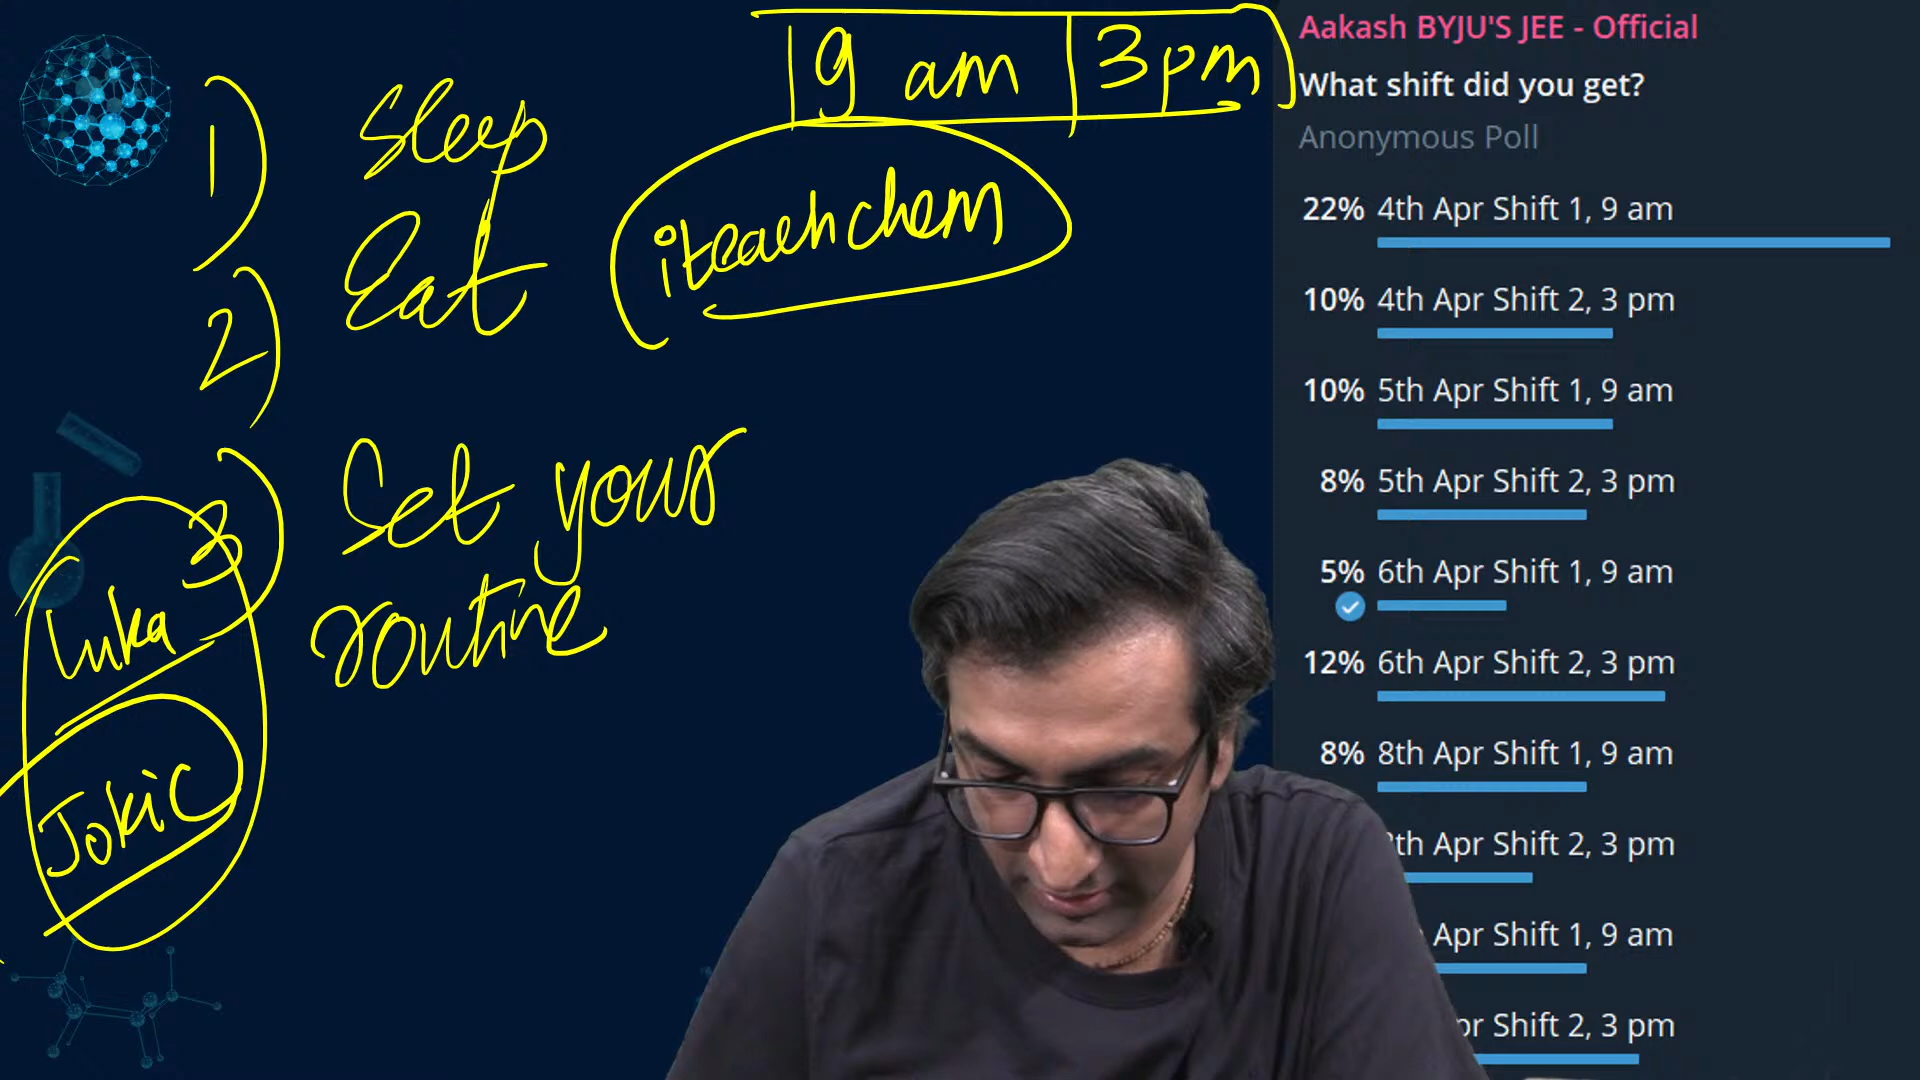 9 am | 3pm
1) Sleep
iteachchem
2) Eat
3) Set your
routine
Luka
Jokic
Aakash BYJU'S JEE - Official
What shift did you get?
Anonymous Poll
22% 4th Apr Shift 1, 9 am
10% 4th Apr Shift 2, 3 pm
10% 5th Apr Shift 1, 9 am
8% 5th Apr Shift 2, 3 pm
5% 6th Apr Shift 1, 9 am
12% 6th Apr Shift 2, 3 pm
8% 8th Apr Shift 1, 9 am
Shift 2, 3 pm
Apr Shift 1, 9 am
Shift 2, 3 pm